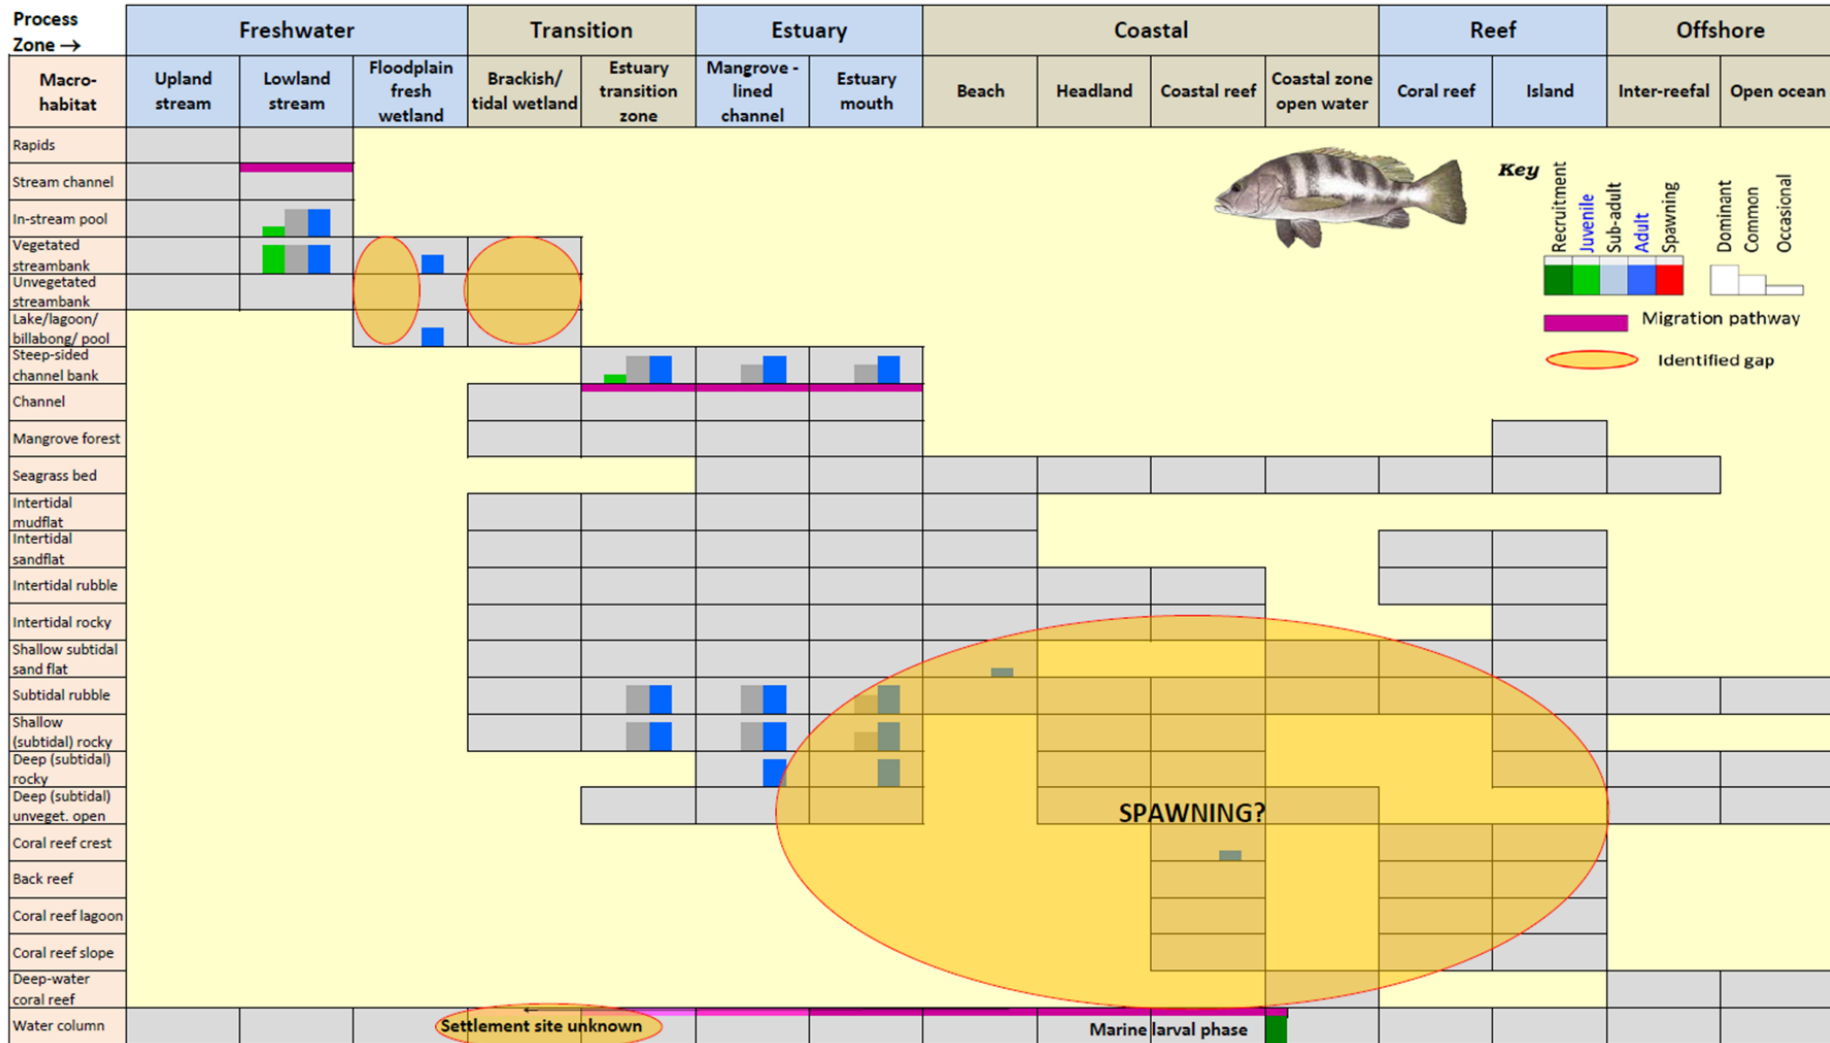 Process
Zone →
Freshwater
Transition
Estuary
Coastal
Reef
Offshore
Macro-
habitat
Upland
stream
Lowland
stream
Floodplain
fresh
wetland
Brackish/
tidal wetland
Estuary
transition
zone
Mangrove -
lined
channel
Estuary
mouth
Beach
Headland
Coastal reef
Coastal zone
open water
Coral reef
Island
Inter-reefal
Open ocean
Rapids
Stream channel
In-stream pool
Vegetated
streambank
Unvegetated
streambank
Lake/lagoon/
billabong/ pool
Steep-sided
channel bank
Channel
Mangrove forest
Seagrass bed
Intertidal
mudflat
Intertidal
sandflat
Intertidal rubble
Intertidal rocky
Shallow subtidal
sand flat
Subtidal rubble
Shallow
(subtidal) rocky
Deep (subtidal)
rocky
Deep (subtidal)
unveget. open
Coral reef crest
Back reef
Coral reef lagoon
Coral reef slope
Deep-water
coral reef
Water column
Key
Recruitment
Juvenile
Sub-adult
Adult
Spawning
Dominant
Common
Occasional
Migration pathway
Identified gap
SPAWNING?
←
Settlement site unknown
Marine larval phase